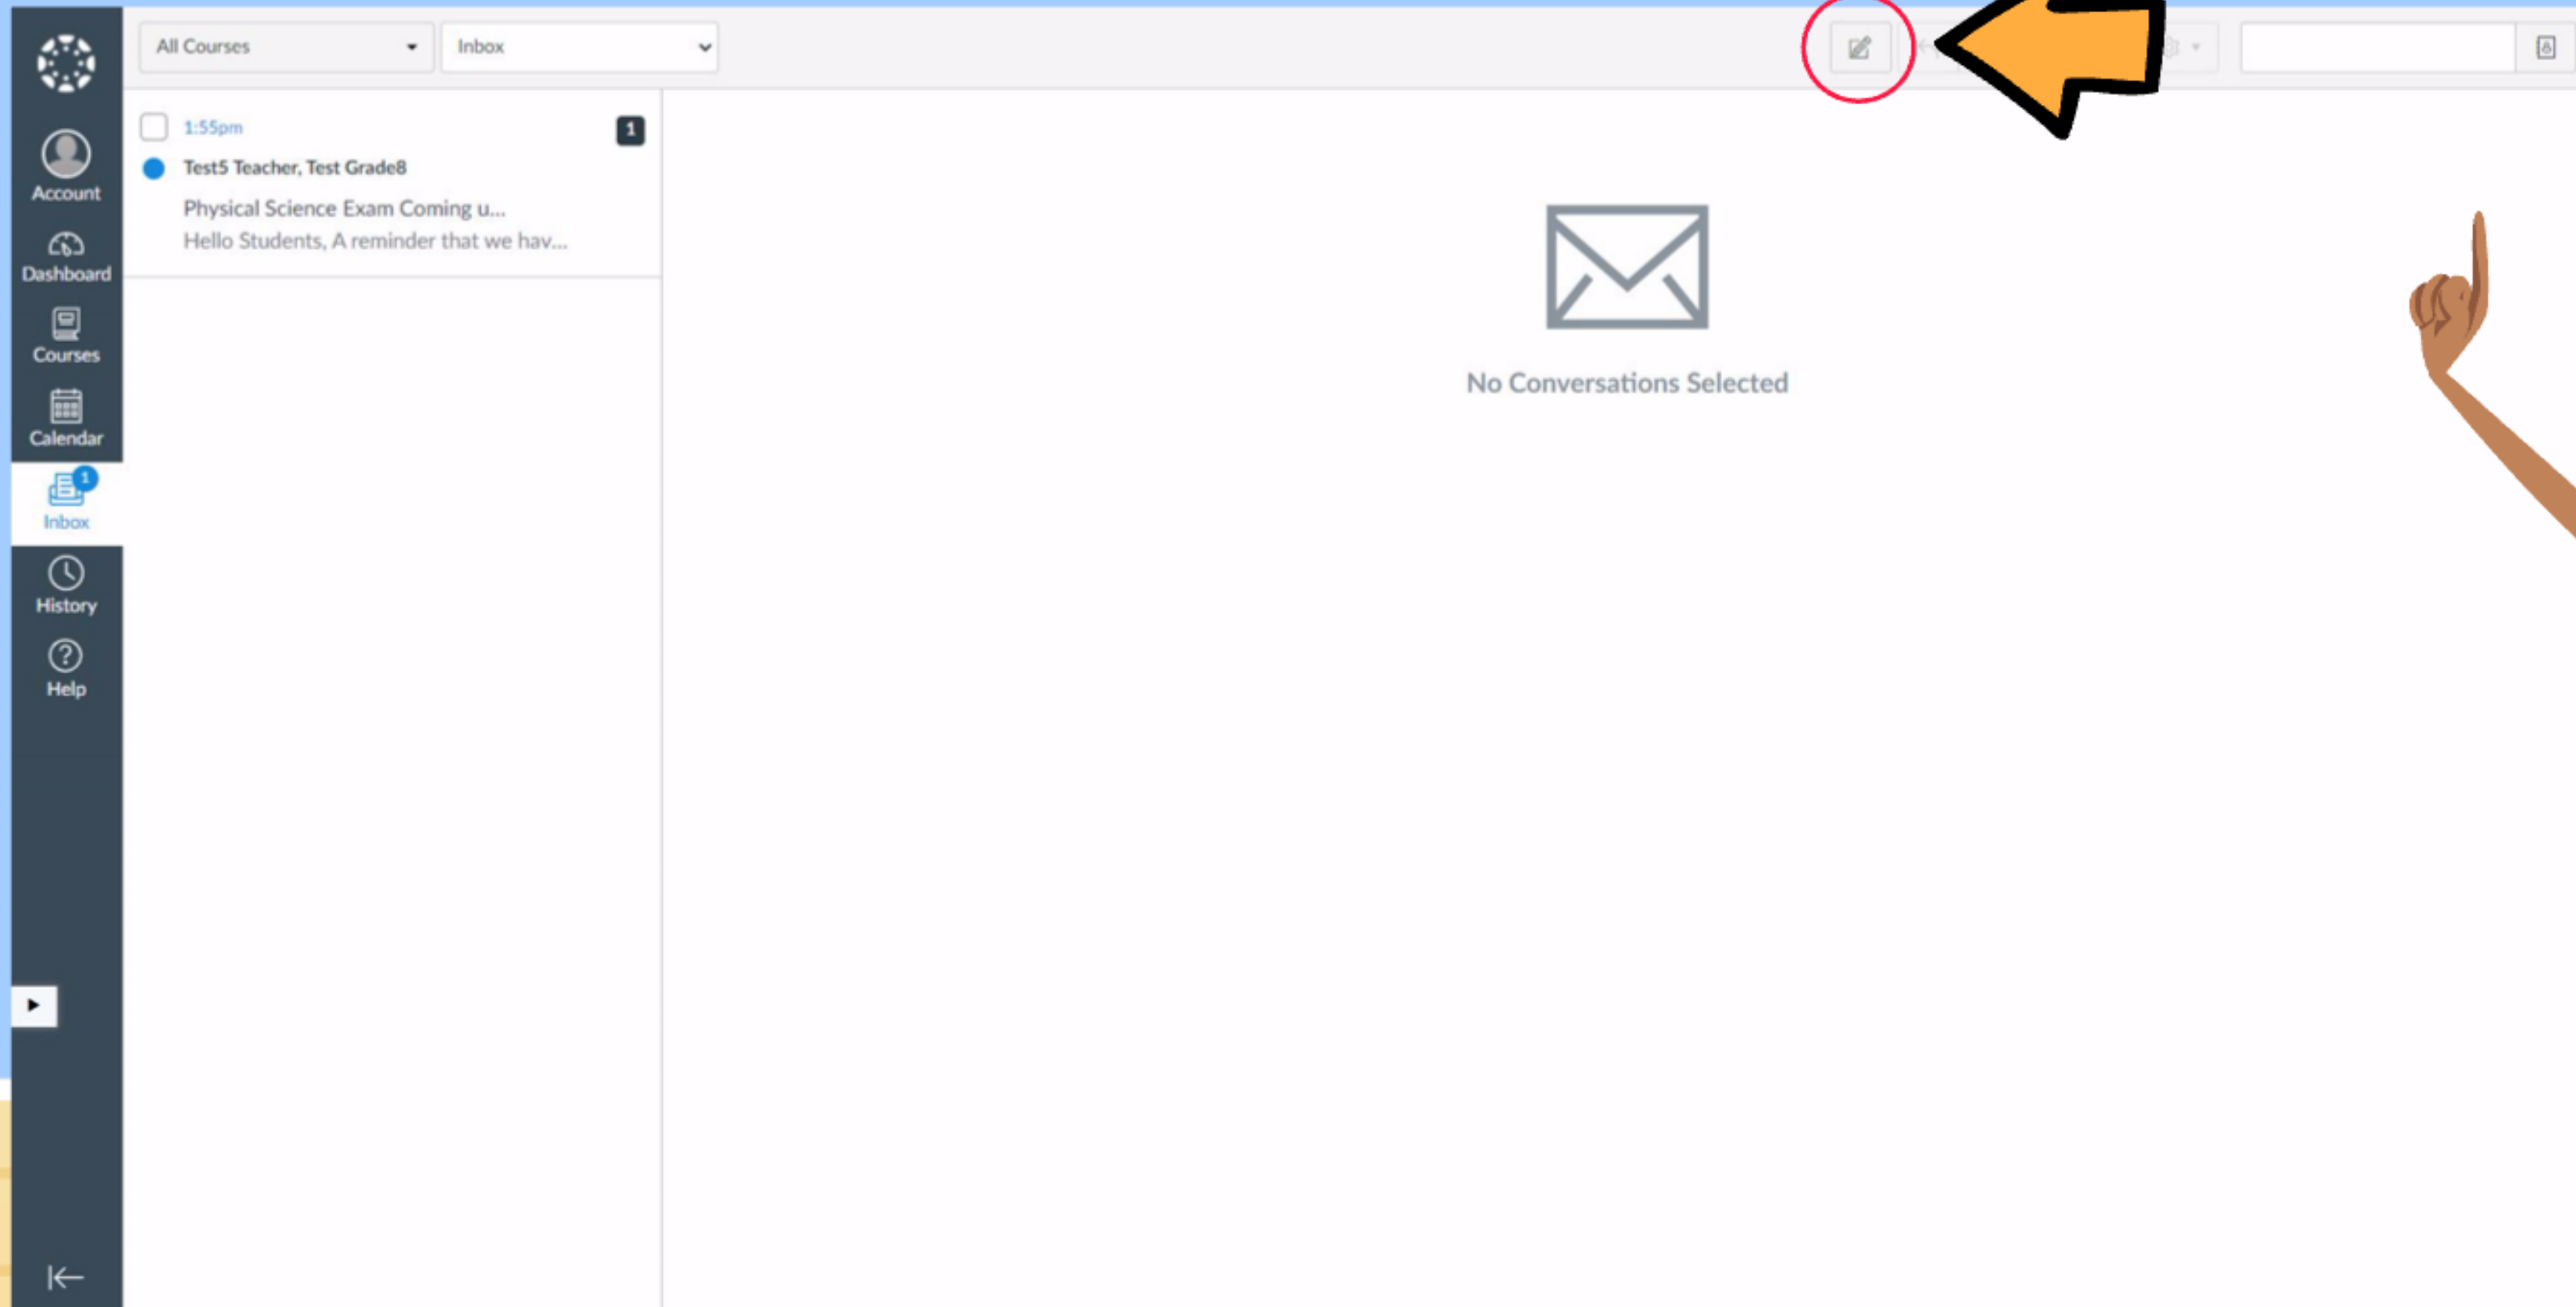 All Courses
Inbox
1:55pm
1
Test5 Teacher, Test Grade8
Physical Science Exam Coming u...
Hello Students, A reminder that we hav...
No Conversations Selected
Account
Dashboard
Courses
Calendar
1
Inbox
History
Help